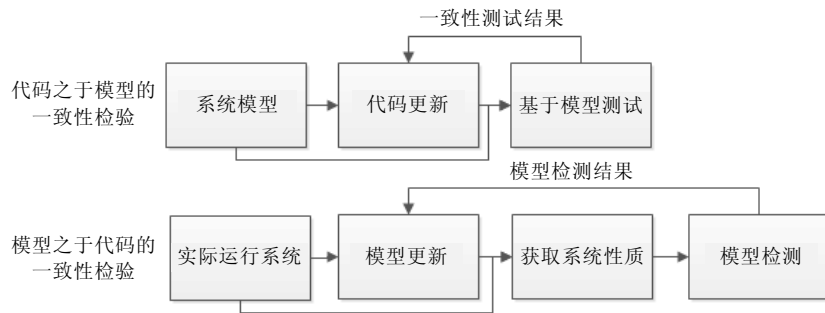 一致性测试结果
代码之于模型的
一致性检验
系统模型
代码更新
基于模型测试
模型检测结果
模型之于代码的
一致性检验
实际运行系统
模型更新
获取系统性质
模型检测